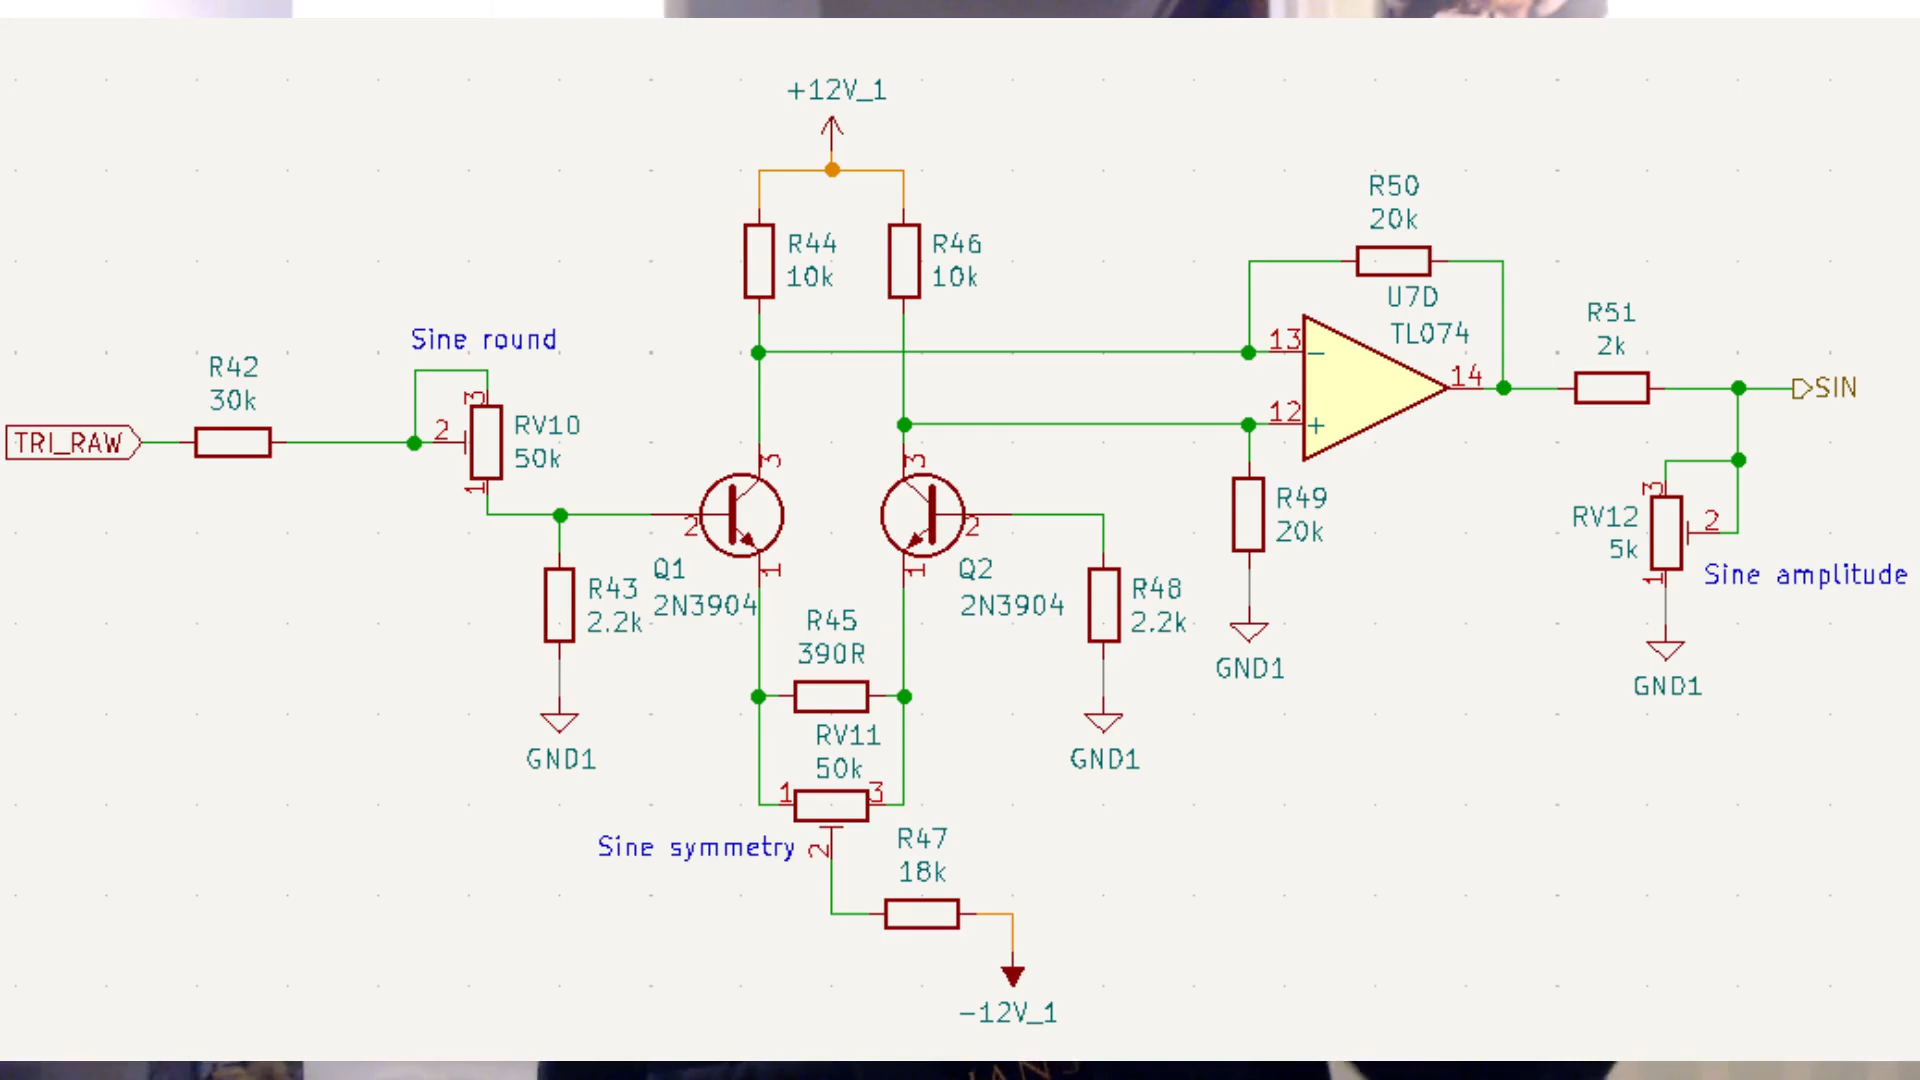 +12V_1
R44
10k
R46
10k
R50
20k
U7D
TL074
13
12
14
−
+
R51
2k
SIN
Sine round
R42
30k
TRI_RAW
2
3
1
RV10
50k
3
2
1
Q1
2N3904
3
2
1
Q2
2N3904
R43
2.2k
GND1
R48
2.2k
GND1
R49
20k
GND1
RV12
5k
3
2
1
Sine amplitude
GND1
R45
390R
RV11
50k
1
3
2
Sine symmetry
R47
18k
−12V_1